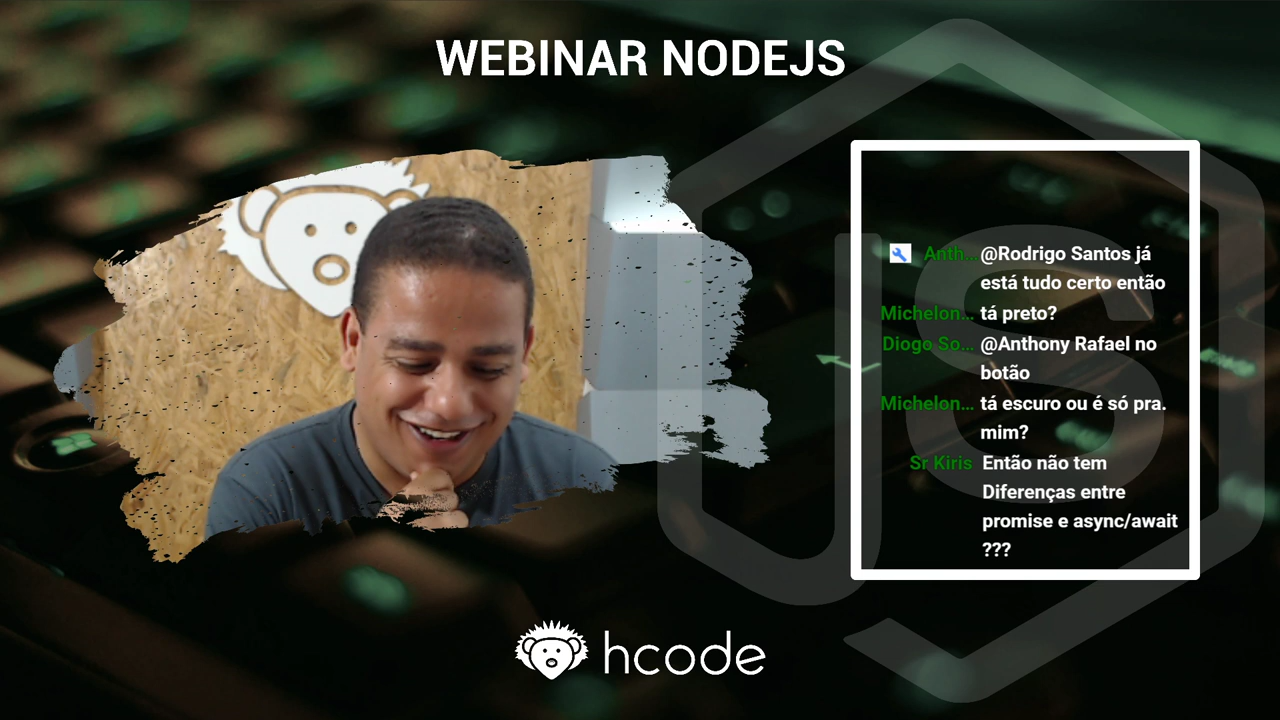 WEBINAR NODEJS
Anth... @Rodrigo Santos já
está tudo certo então
Michelon... tá preto?
Diogo So... @Anthony Rafael no
botão
Michelon... tá escuro ou é só pra.
mim?
Sr Kiris Então não tem
Diferenças entre
promise e async/await
???
JS
hcode